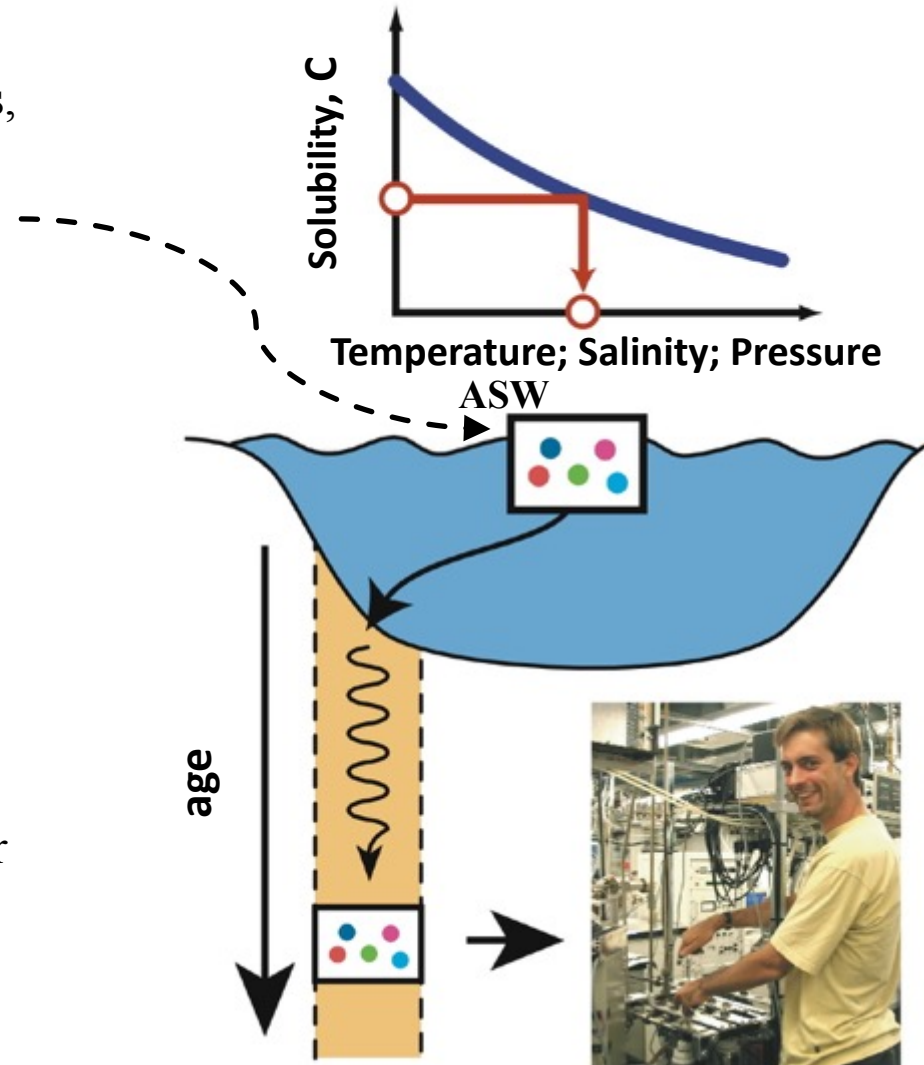 s,
Solubility, C
Temperature; Salinity; Pressure
ASW
age
r